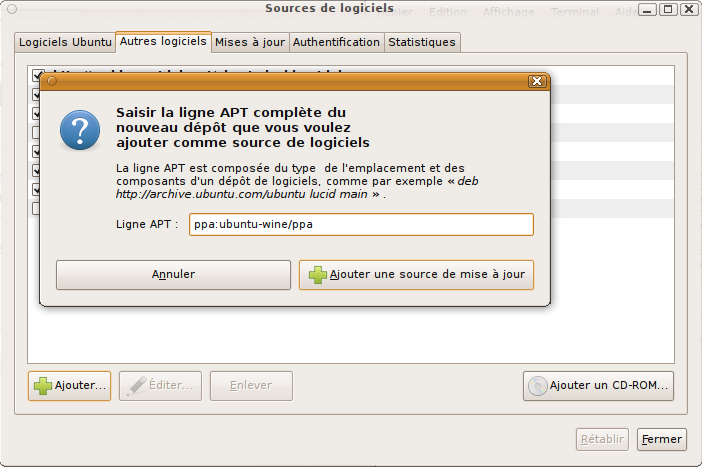 Sources de logiciels
Edition Affichage Terminal Aide
Logiciels Ubuntu Autres logiciels Mises à jour Authentification Statistiques
Saisir la ligne APT complète du
nouveau dépôt que vous voulez
ajouter comme source de logiciels
La ligne APT est composée du type de l'emplacement et des
composants d'un dépôt de logiciels, comme par exemple « deb
http://archive.ubuntu.com/ubuntu lucid main » .
Ligne APT : ppa:ubuntu-wine/ppa
Annuler Ajouter une source de mise à jour
Ajouter... Éditer... Enlever Ajouter un CD-ROM...
Rétablir Fermer